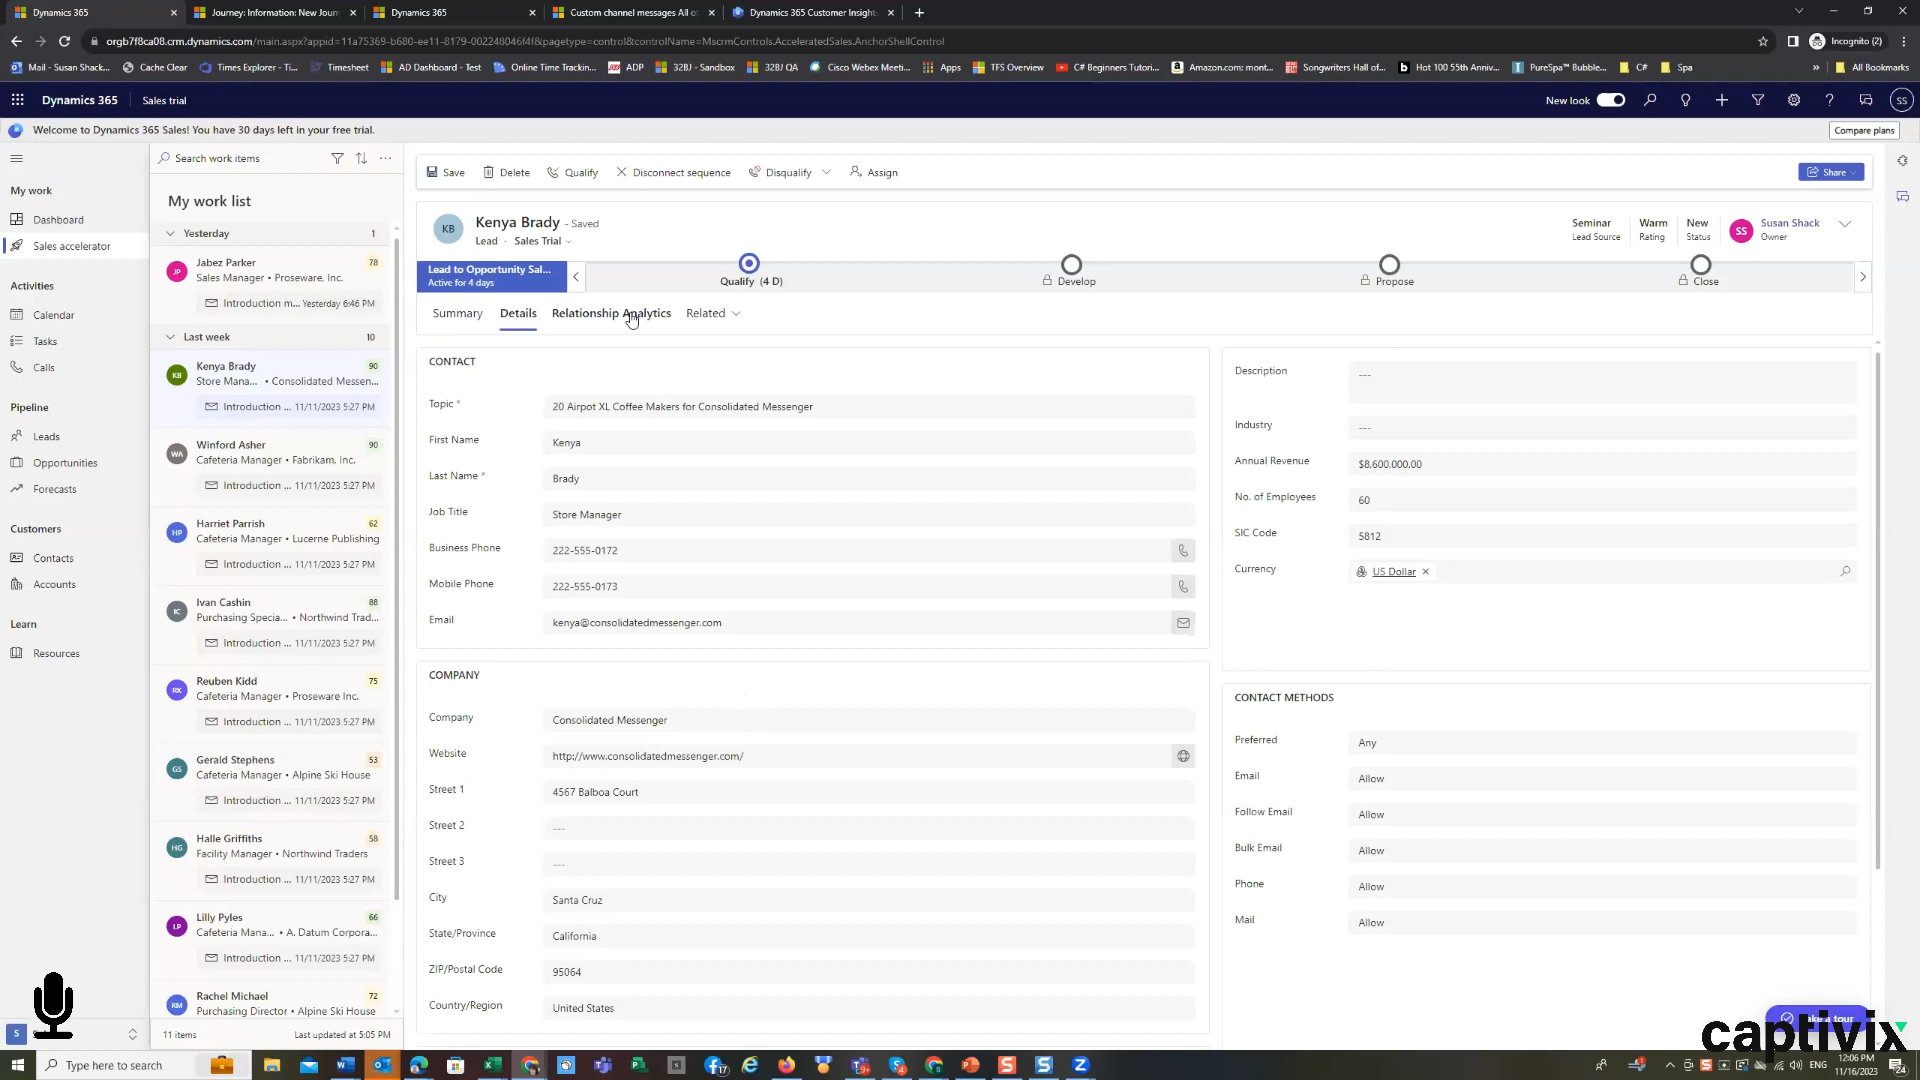 Dynamics 365
Journey: Information: New Journ
Dynamics 365
Custom channel messages All o
Dynamics 365 Customer Insight
orgb7f8ca08.crm.dynamics.com/main.aspx?appid=11a75369-b680-ee11-8179-002248046f4f&pagetype=control&controlName=MscrmControls.AcceleratedSales.AnchorShellControl
Incognito (2)
Mail - Susan Shack...
Cache Clear
Times Explorer - Ti...
Timesheet
AD Dashboard - Test
Online Time Trackin...
ADP
32BJ - Sandbox
32BJ QA
Cisco Webex Meeti...
Apps
TFS Overview
C# Beginners Tutori...
Amazon.com: mont...
Songwriters Hall of...
Hot 100 55th Anniv...
PureSpa™ Bubble...
C#
Spa
»
All Bookmarks
Dynamics 365
Sales trial
New look
SS
Welcome to Dynamics 365 Sales! You have 30 days left in your free trial.
Compare plans
My work
Dashboard
Sales accelerator
Activities
Calendar
Tasks
Calls
Pipeline
Leads
Opportunities
Forecasts
Customers
Contacts
Accounts
Learn
Resources
S
Search work items
My work list
Yesterday 1
JP Jabez Parker 78
Sales Manager • Proseware, Inc.
Introduction m... Yesterday 6:46 PM
Last week 10
KB Kenya Brady 90
Store Mana... • Consolidated Messen...
Introduction ... 11/11/2023 5:27 PM
WA Winford Asher 90
Cafeteria Manager • Fabrikam, Inc.
Introduction ... 11/11/2023 5:27 PM
HP Harriet Parrish 62
Cafeteria Manager • Lucerne Publishing
Introduction ... 11/11/2023 5:27 PM
IC Ivan Cashin 88
Purchasing Specia... • Northwind Trad...
Introduction ... 11/11/2023 5:27 PM
RK Reuben Kidd 75
Cafeteria Manager • Proseware Inc.
Introduction ... 11/11/2023 5:27 PM
GS Gerald Stephens 53
Cafeteria Manager • Alpine Ski House
Introduction ... 11/11/2023 5:27 PM
HG Halle Griffiths 58
Facility Manager • Northwind Traders
Introduction ... 11/11/2023 5:27 PM
LP Lilly Pyles 66
Cafeteria Mana... • A. Datum Corpora...
Introduction ... 11/11/2023 5:27 PM
RM Rachel Michael 72
Purchasing Director • Alpine Ski House
11 items Last updated at 5:05 PM
Save
Delete
Qualify
Disconnect sequence
Disqualify
Assign
Share
KB
Kenya Brady - Saved
Lead · Sales Trial
Seminar
Lead Source
Warm
Rating
New
Status
SS
Susan Shack
Owner
Lead to Opportunity Sal...
Active for 4 days
Qualify (4 D)
Develop
Propose
Close
Summary
Details
Relationship Analytics
Related
CONTACT
Topic * 20 Airpot XL Coffee Makers for Consolidated Messenger
First Name Kenya
Last Name * Brady
Job Title Store Manager
Business Phone 222-555-0172
Mobile Phone 222-555-0173
Email kenya@consolidatedmessenger.com
COMPANY
Company Consolidated Messenger
Website http://www.consolidatedmessenger.com/
Street 1 4567 Balboa Court
Street 2 ---
Street 3 ---
City Santa Cruz
State/Province California
ZIP/Postal Code 95064
Country/Region United States
Description ---
Industry ---
Annual Revenue $8,600,000.00
No. of Employees 60
SIC Code 5812
Currency US Dollar
CONTACT METHODS
Preferred Any
Email Allow
Follow Email Allow
Bulk Email Allow
Phone Allow
Mail Allow
a tour
captivix
Type here to search
17
9+
4
ENG
12:06 PM
11/16/2023
24